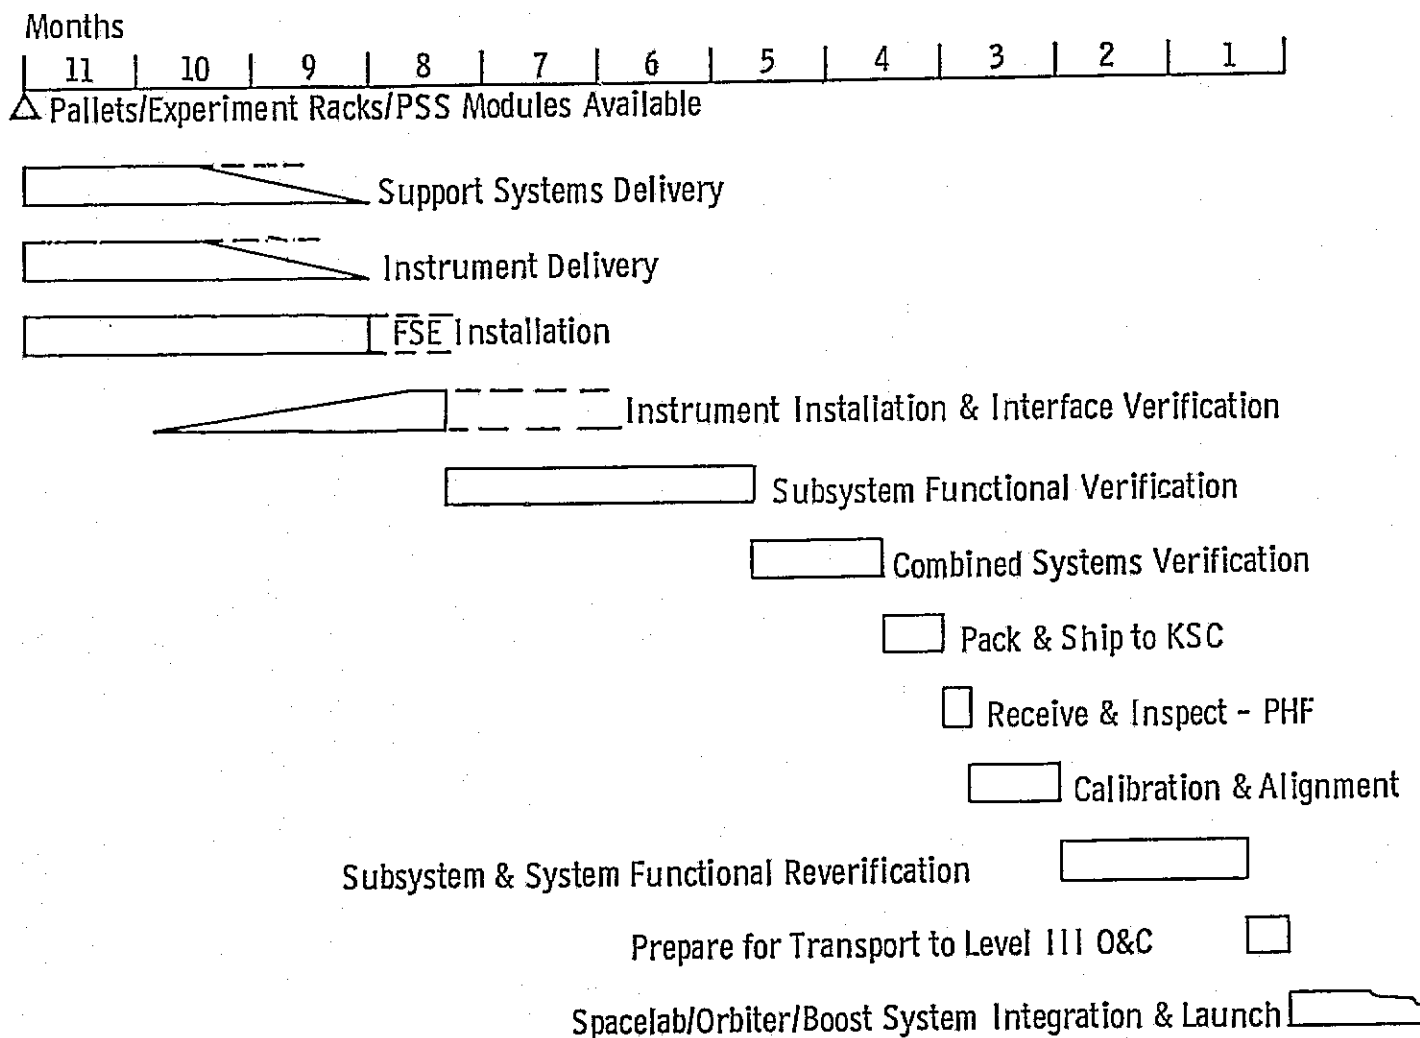 Months
11 10 9 8 7 6 5 4 3 2 1
Pallets/Experiment Racks/PSS Modules Available
Support Systems Delivery
Instrument Delivery
FSE Installation
Instrument Installation & Interface Verification
Subsystem Functional Verification
Combined Systems Verification
Pack & Ship to KSC
Receive & Inspect - PHF
Calibration & Alignment
Subsystem & System Functional Reverification
Prepare for Transport to Level III O&C
Spacelab/Orbiter/Boost System Integration & Launch